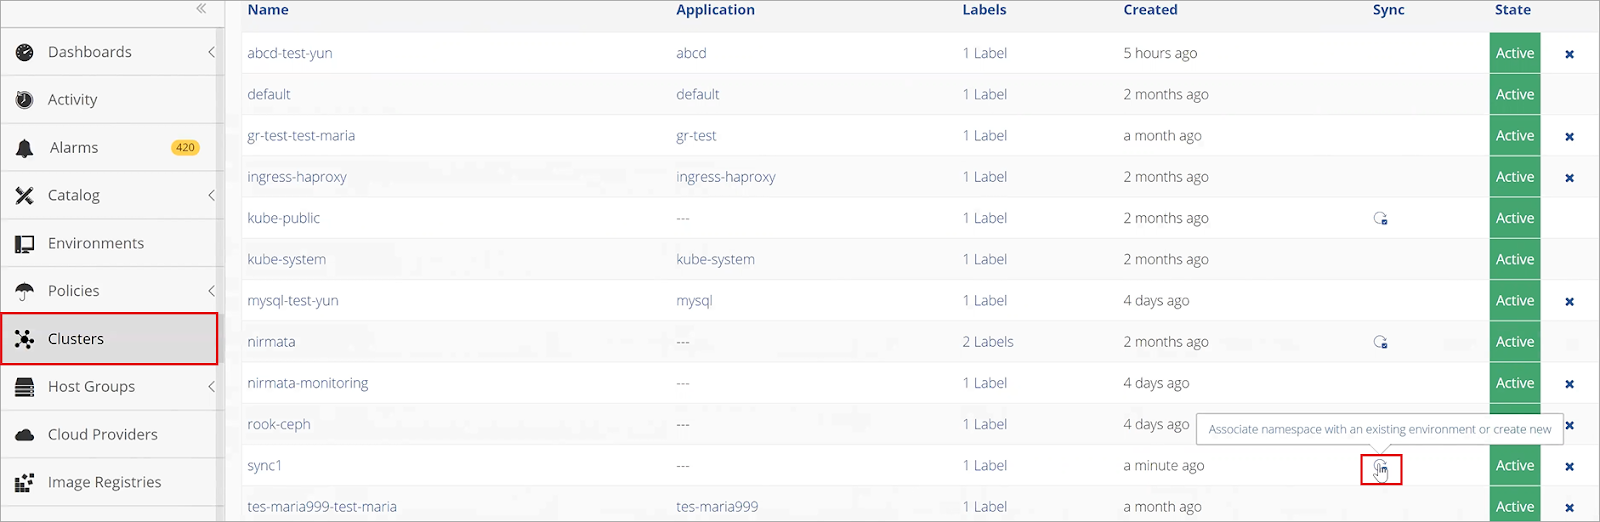 Name Application Labels Created Sync State
Dashboards
abcd-test-yun abcd 1 Label 5 hours ago Active
Activity
default default 1 Label 2 months ago Active
Alarms 420
gr-test-test-maria gr-test 1 Label a month ago Active
ingress-haproxy ingress-haproxy 1 Label 2 months ago Active
Catalog
kube-public --- 1 Label 2 months ago Active
Environments
kube-system kube-system 1 Label 2 months ago Active
Policies
mysql-test-yun mysql 1 Label 4 days ago Active
Clusters
nirmata --- 2 Labels 2 months ago Active
Host Groups
nirmata-monitoring --- 1 Label 4 days ago Active
Cloud Providers
rook-ceph --- 1 Label 4 days ago
Associate namespace with an existing environment or create new
sync1 --- 1 Label a minute ago Active
Image Registries
tes-maria999-test-maria tes-maria999 1 Label a month ago Active